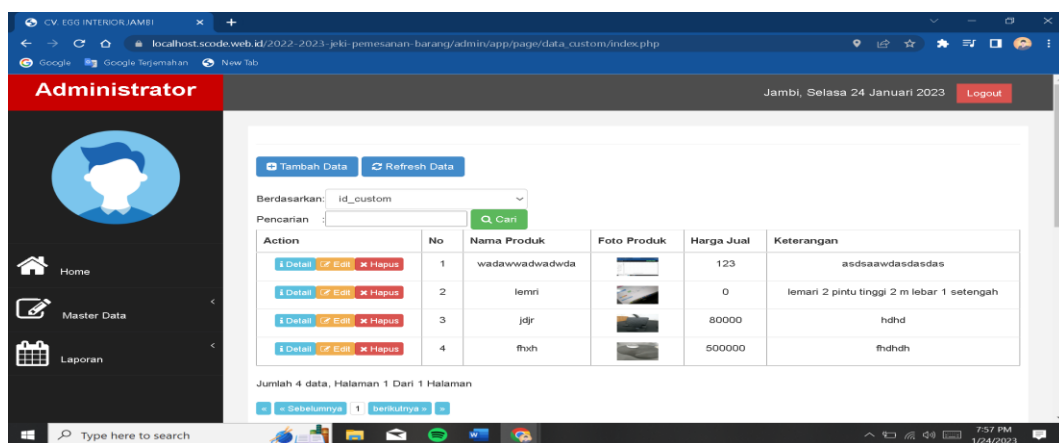 CV. EGG INTERIOR JAMBI
localhost.scode.web.id/2022-2023-jeki-pemesanan-barang/admin/app/page/data_custom/index.php
Google Google Terjemahan New Tab
Administrator
Jambi, Selasa 24 Januari 2023 Logout
Tambah Data Refresh Data
Berdasarkan: id_custom
Pencarian : Cari
Action No Nama Produk Foto Produk Harga Jual Keterangan
Detail Edit Hapus 1 wadawwadwadwda 123 asdsaawdasdasdas
Detail Edit Hapus 2 lemri 0 lemari 2 pintu tinggi 2 m lebar 1 setengah
Detail Edit Hapus 3 jdjr 80000 hdhd
Detail Edit Hapus 4 fhxh 500000 fhdhdh
Home
Master Data
Laporan
Jumlah 4 data, Halaman 1 Dari 1 Halaman
« « Sebelumnya 1 berikutnya » »
Type here to search
7:57 PM
1/24/2023